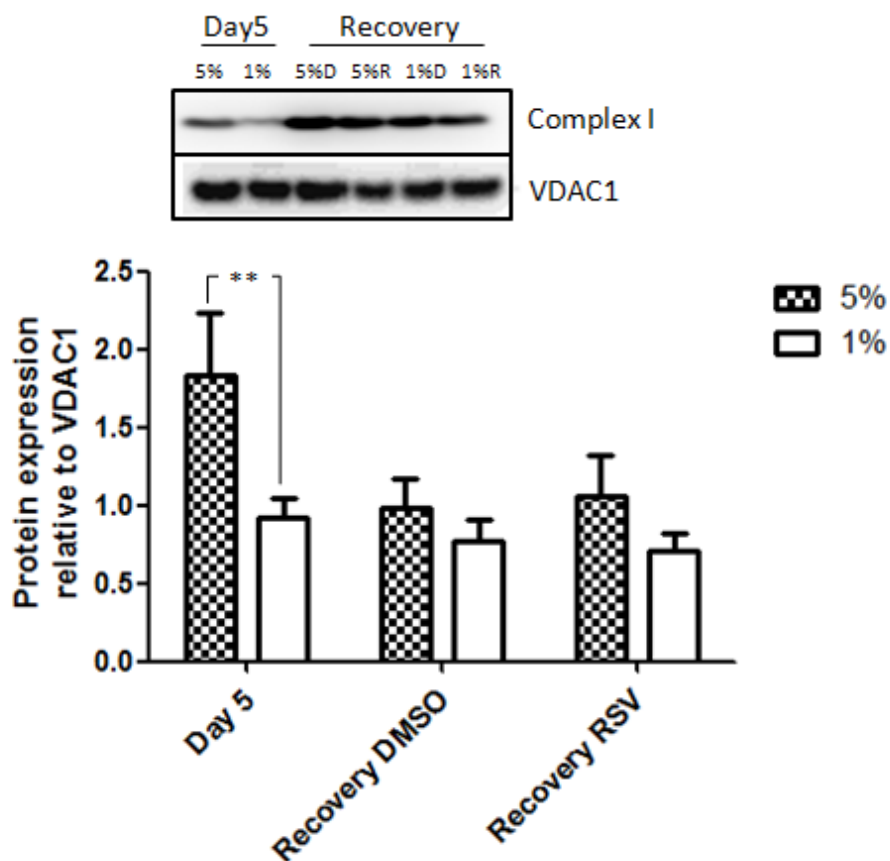 Day5 Recovery
5% 1% 5%D 5%R 1%D 1%R
Complex I
VDAC1
Protein expression
relative to VDAC1
2.5
2.0
1.5
1.0
0.5
0.0
**
5%
1%
Day 5
Recovery DMSO
Recovery RSV